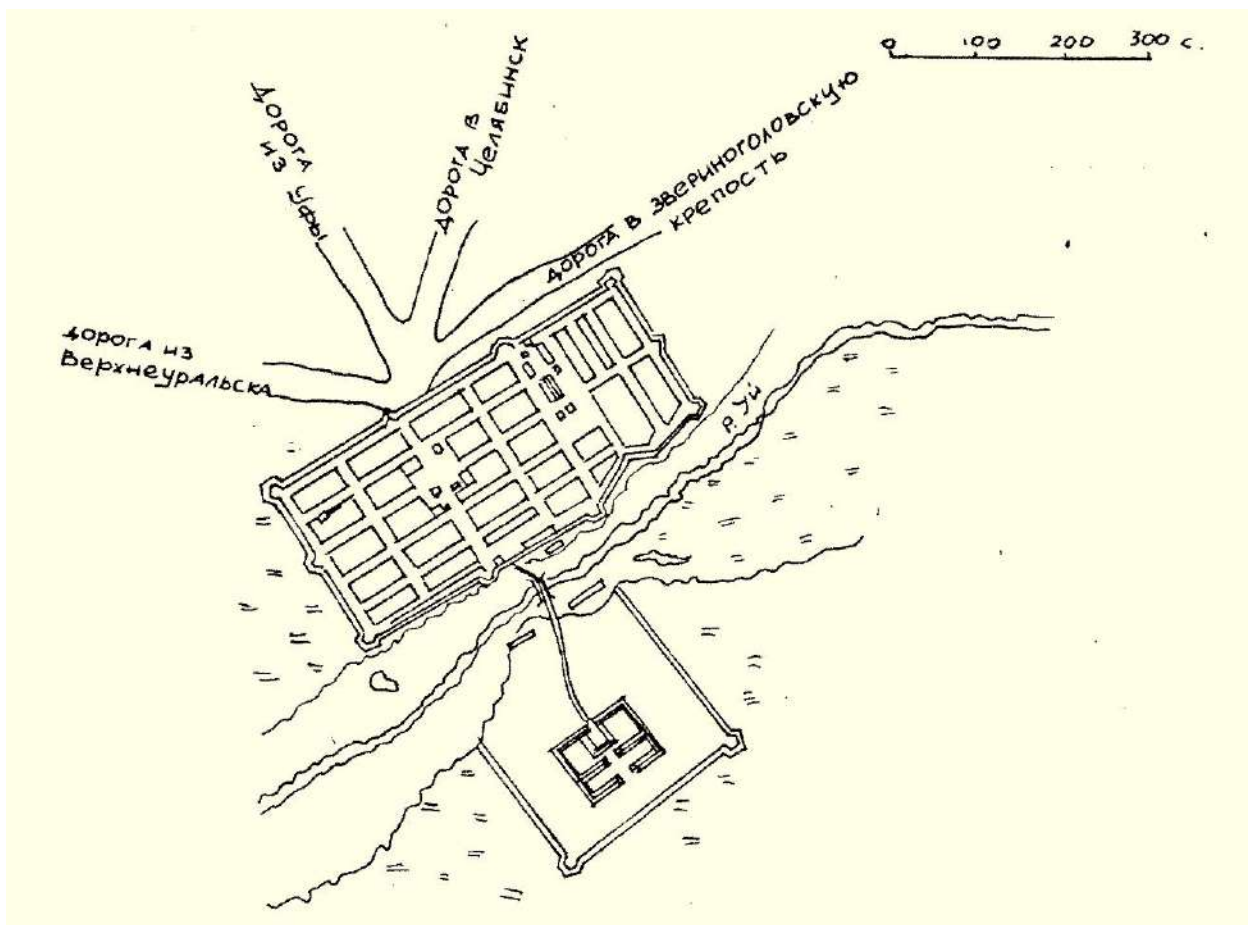 0 100 200 300 с.
Дорога
из
Уфы
Дорога в
Челябинск
Дорога в Звериноголовскую
крепость
дорога из
Верхнеуральска
р. Уй